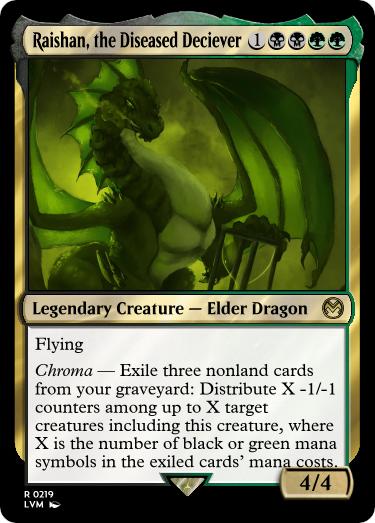 Raishan, the Diseased Deciever 1
Legendary Creature — Elder Dragon
Flying
Chroma — Exile three nonland cards
from your graveyard: Distribute X -1/-1
counters among up to X target
creatures including this creature, where
X is the number of black or green mana
symbols in the exiled cards' mana costs.
4/4
R 0219
LVM